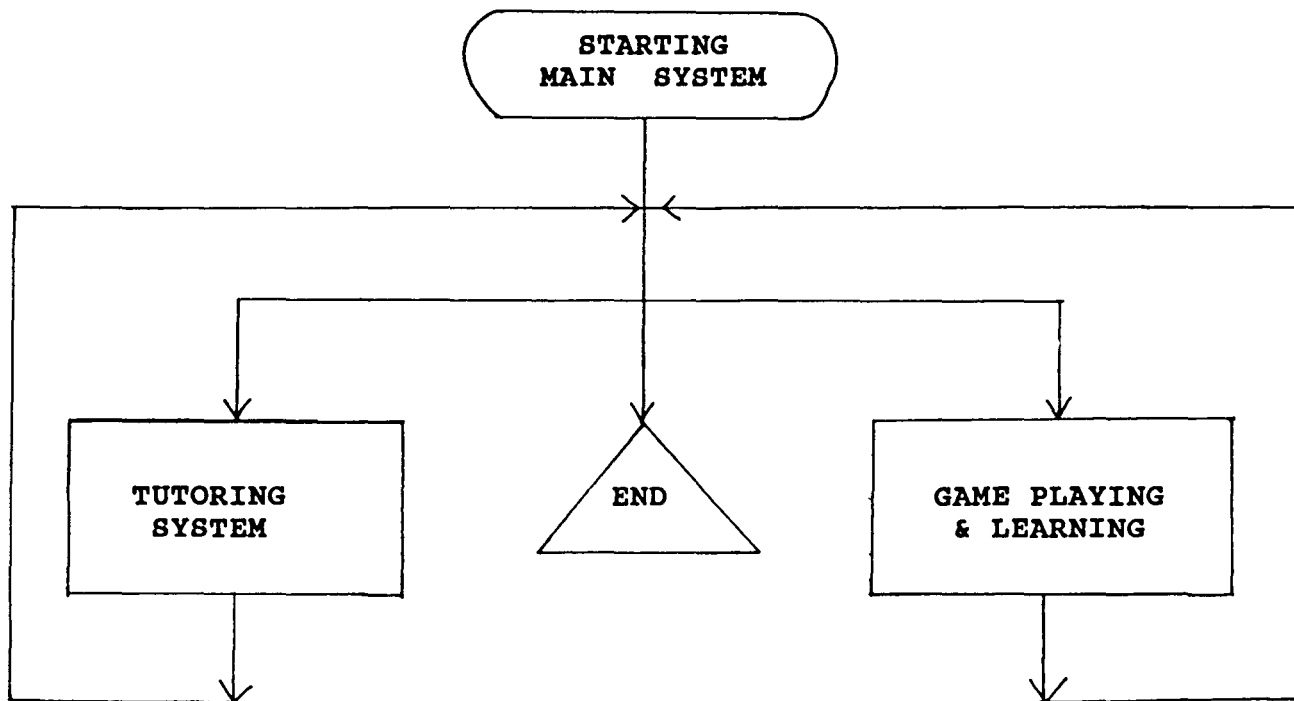 STARTING
MAIN SYSTEM
TUTORING
SYSTEM
END
GAME PLAYING
& LEARNING